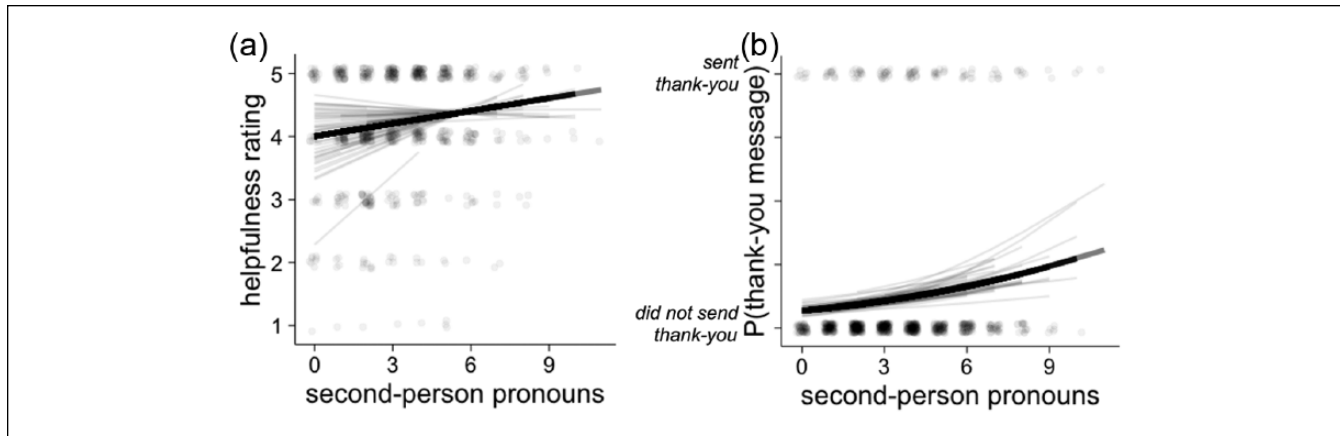 (a)
helpfulness rating
5
4
3
2
1
0 3 6 9
second-person pronouns
(b)
P(thank-you message)
sent
thank-you
did not send
thank-you
0 3 6 9
second-person pronouns